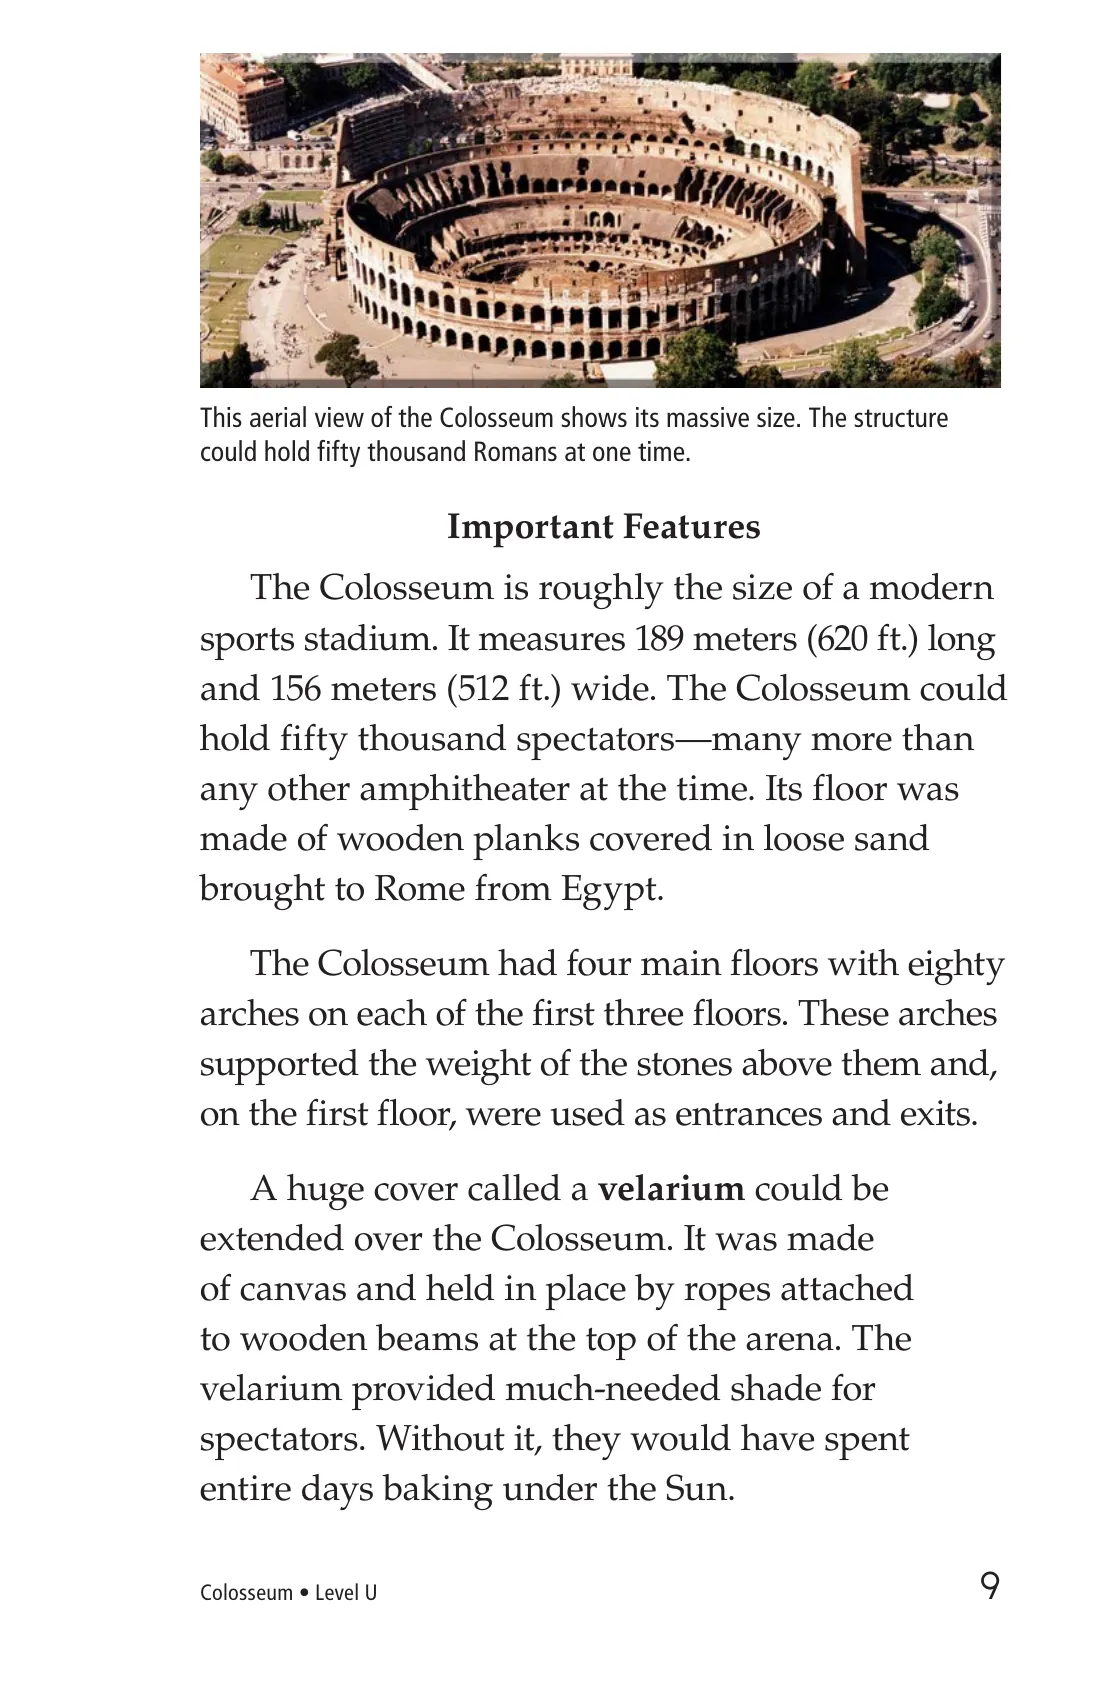 This aerial view of the Colosseum shows its massive size. The structure
could hold fifty thousand Romans at one time.
Important Features
The Colosseum is roughly the size of a modern
sports stadium. It measures 189 meters (620 ft.) long
and 156 meters (512 ft.) wide. The Colosseum could
hold fifty thousand spectators—many more than
any other amphitheater at the time. Its floor was
made of wooden planks covered in loose sand
brought to Rome from Egypt.
The Colosseum had four main floors with eighty
arches on each of the first three floors. These arches
supported the weight of the stones above them and,
on the first floor, were used as entrances and exits.
A huge cover called a velarium could be
extended over the Colosseum. It was made
of canvas and held in place by ropes attached
to wooden beams at the top of the arena. The
velarium provided much-needed shade for
spectators. Without it, they would have spent
entire days baking under the Sun.
Colosseum • Level U 9